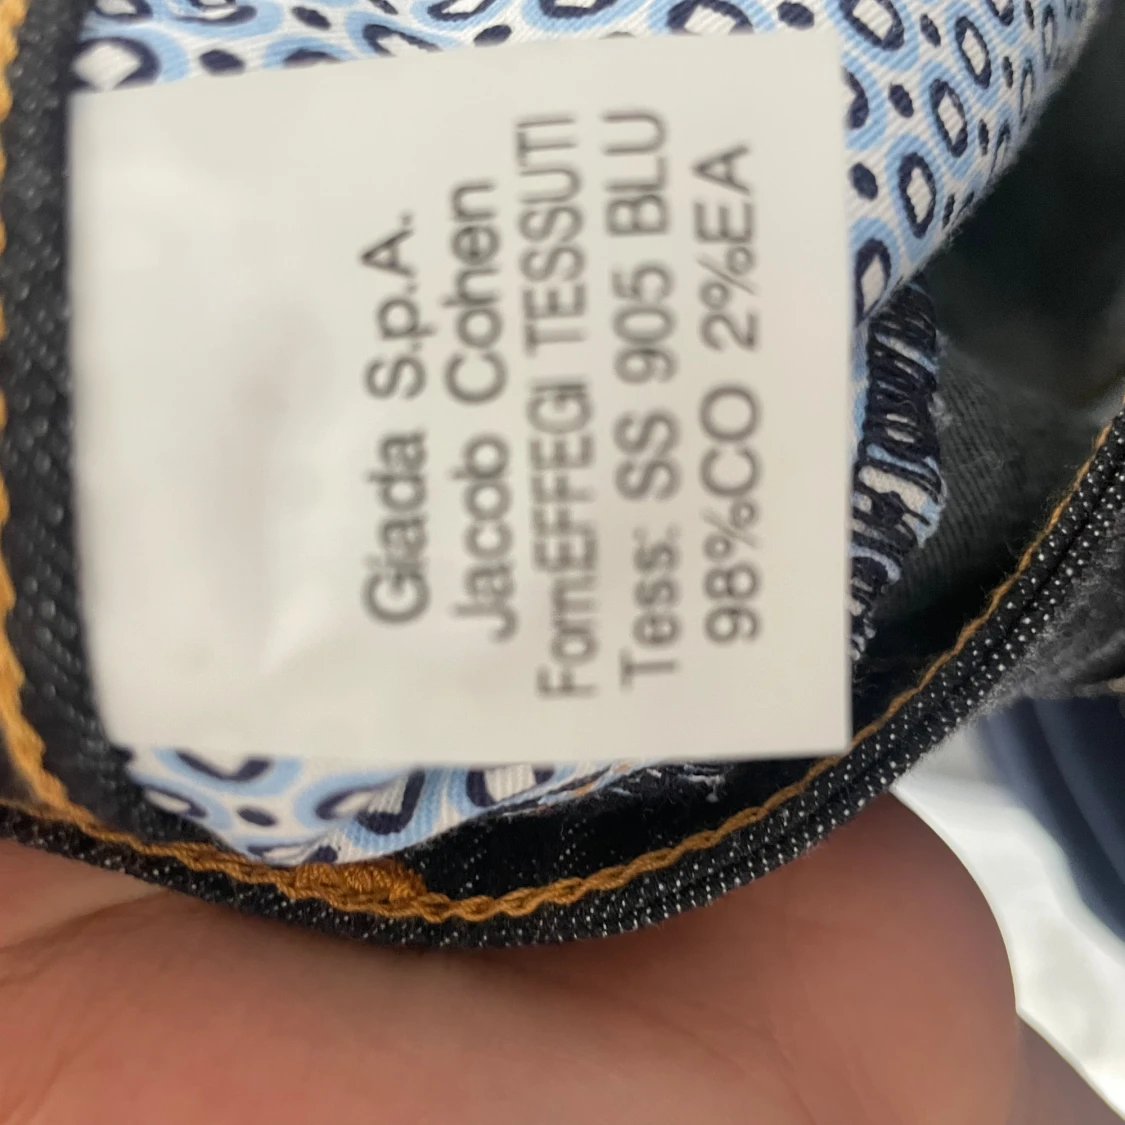 Giada S.p.A.
Jacob Cohen
FornEFFEGI TESSUTI
Tess: SS 905 BLU
98%CO 2%EA